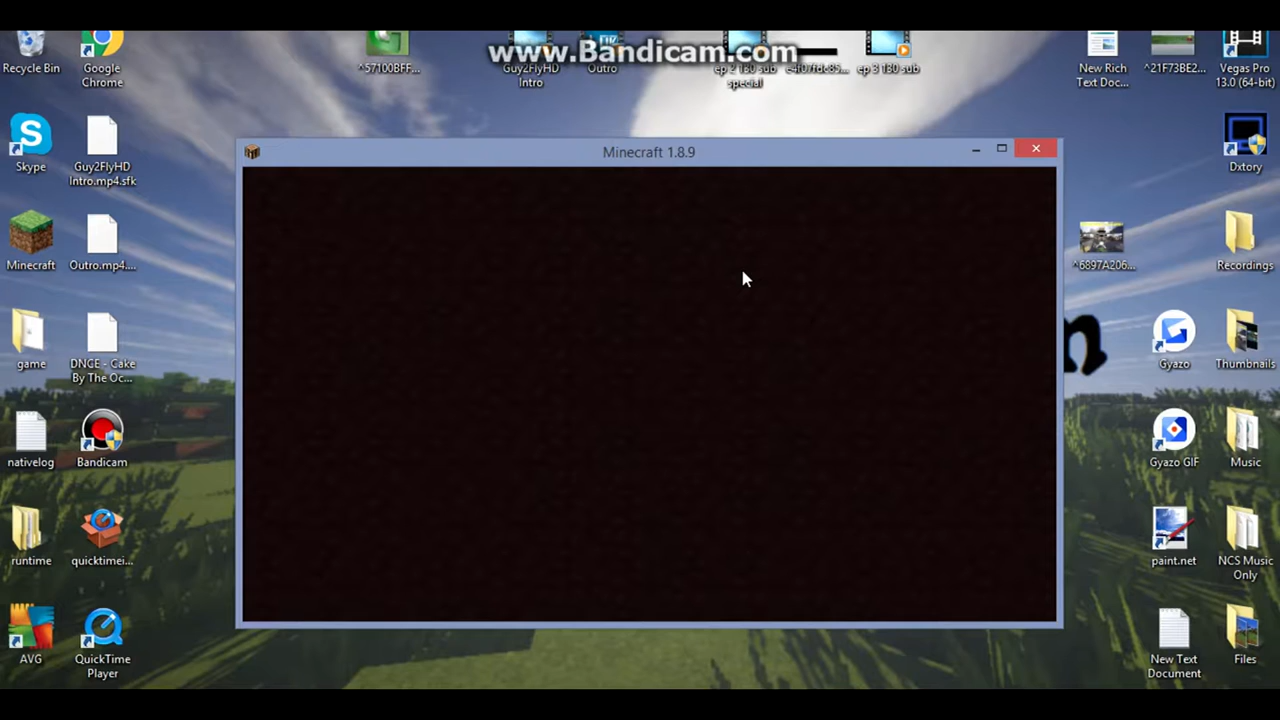 www.Bandicam.com
Recycle Bin
Google
Chrome
^57100BFF...
Guy2FlyHD
Intro
Outro
ep 2 180 sub
special
ep 3 180 sub
New Rich
Text Doc...
^21F73BE2...
Vegas Pro
13.0 (64-bit)
Minecraft 1.8.9
Skype
Guy2FlyHD
Intro.mp4.sfk
Dxtory
Minecraft
Outro.mp4....
^6897A206...
Recordings
game
DNCE - Cake
By The Oc...
n
Gyazo
Thumbnails
nativelog
Bandicam
Gyazo GIF
Music
runtime
quicktimei...
paint.net
NCS Music
Only
AVG
QuickTime
Player
New Text
Document
Files